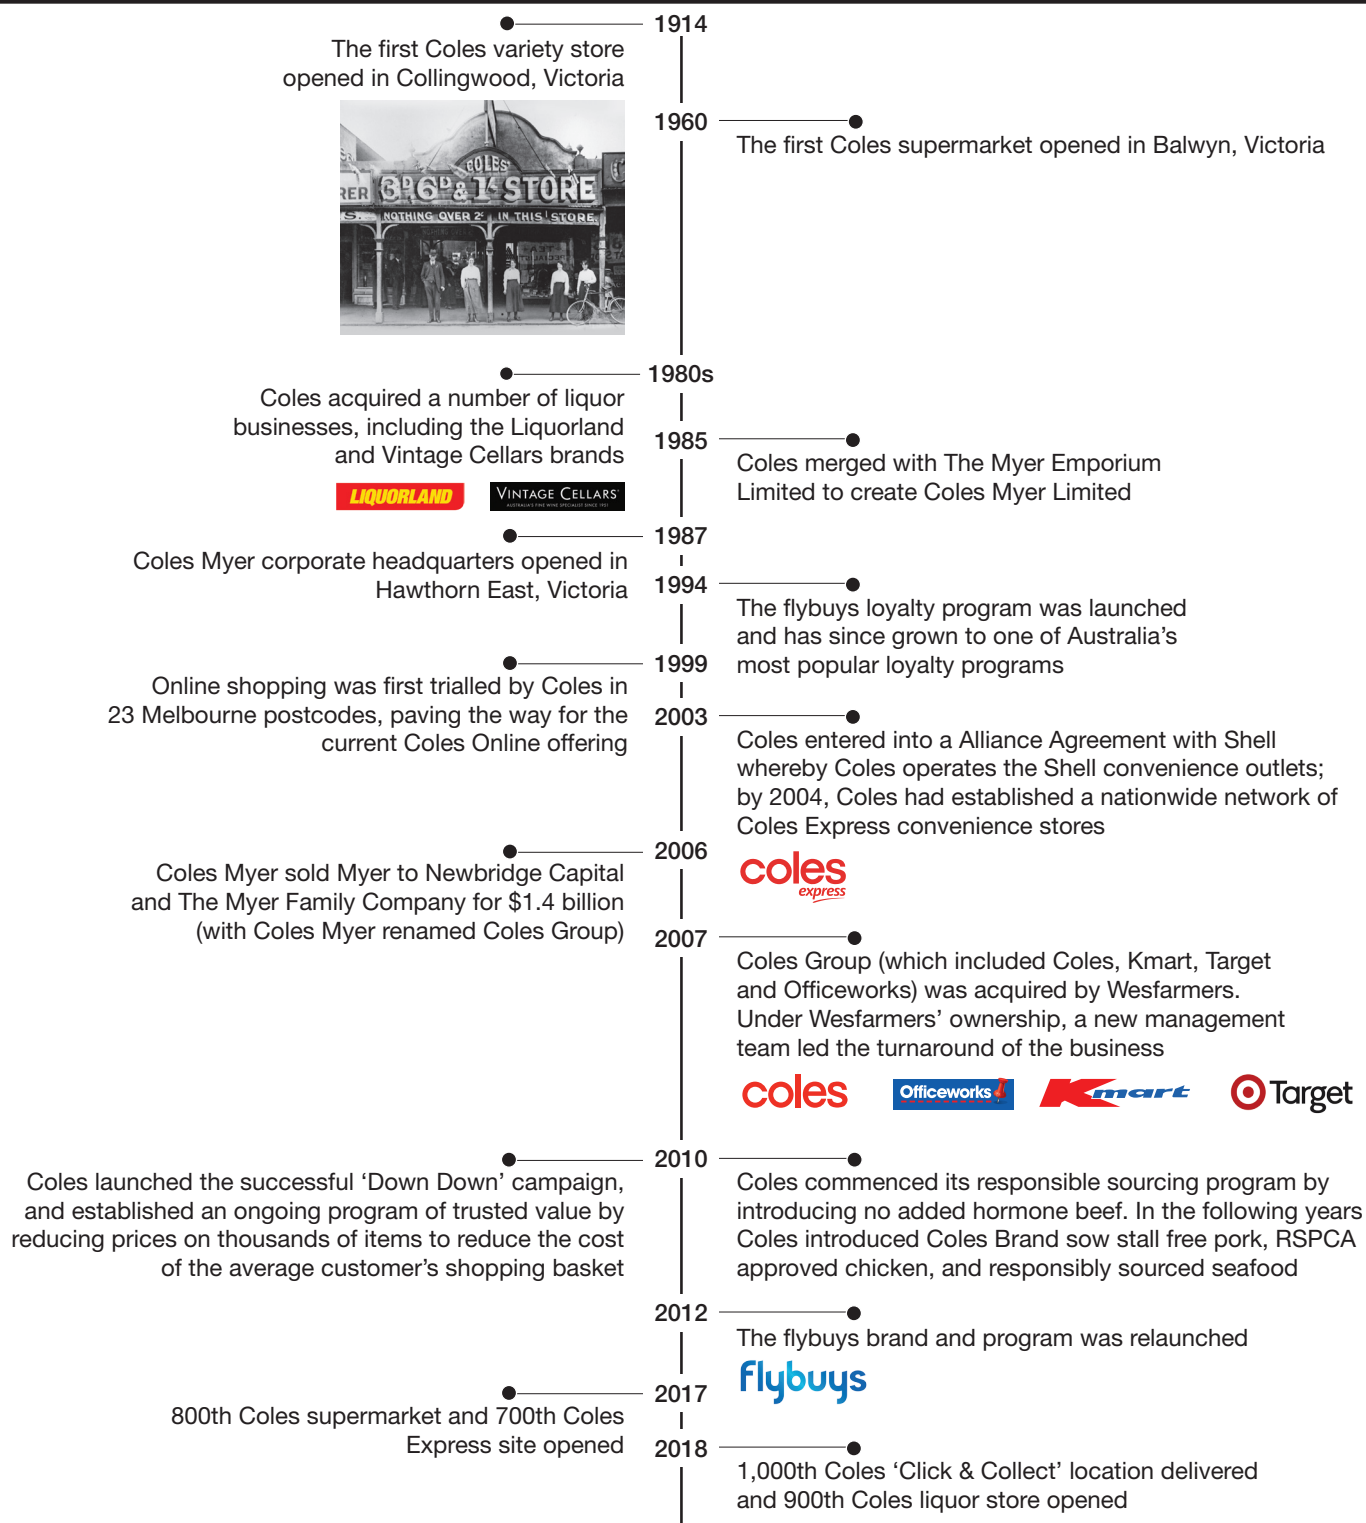 1914
The first Coles variety store
opened in Collingwood, Victoria
COLES'
3D. 6D & 1/- STORE
RER
S.
NOTHING OVER 2/- IN THIS STORE.
1960
The first Coles supermarket opened in Balwyn, Victoria
1980s
Coles acquired a number of liquor
businesses, including the Liquorland
and Vintage Cellars brands
LIQUORLAND
VINTAGE CELLARS
AUSTRALIA'S FINE WINE SPECIALIST SINCE 1957
1985
Coles merged with The Myer Emporium
Limited to create Coles Myer Limited
1987
Coles Myer corporate headquarters opened in
Hawthorn East, Victoria
1994
The flybuys loyalty program was launched
and has since grown to one of Australia’s
most popular loyalty programs
1999
Online shopping was first trialled by Coles in
23 Melbourne postcodes, paving the way for the
current Coles Online offering
2003
Coles entered into a Alliance Agreement with Shell
whereby Coles operates the Shell convenience outlets;
by 2004, Coles had established a nationwide network of
Coles Express convenience stores
coles
express
2006
Coles Myer sold Myer to Newbridge Capital
and The Myer Family Company for $1.4 billion
(with Coles Myer renamed Coles Group)
2007
Coles Group (which included Coles, Kmart, Target
and Officeworks) was acquired by Wesfarmers.
Under Wesfarmers’ ownership, a new management
team led the turnaround of the business
coles
Officeworks
Kmart
Target
2010
Coles launched the successful ‘Down Down’ campaign,
and established an ongoing program of trusted value by
reducing prices on thousands of items to reduce the cost
of the average customer’s shopping basket
Coles commenced its responsible sourcing program by
introducing no added hormone beef. In the following years
Coles introduced Coles Brand sow stall free pork, RSPCA
approved chicken, and responsibly sourced seafood
2012
The flybuys brand and program was relaunched
flybuys
2017
800th Coles supermarket and 700th Coles
Express site opened
2018
1,000th Coles ‘Click & Collect’ location delivered
and 900th Coles liquor store opened